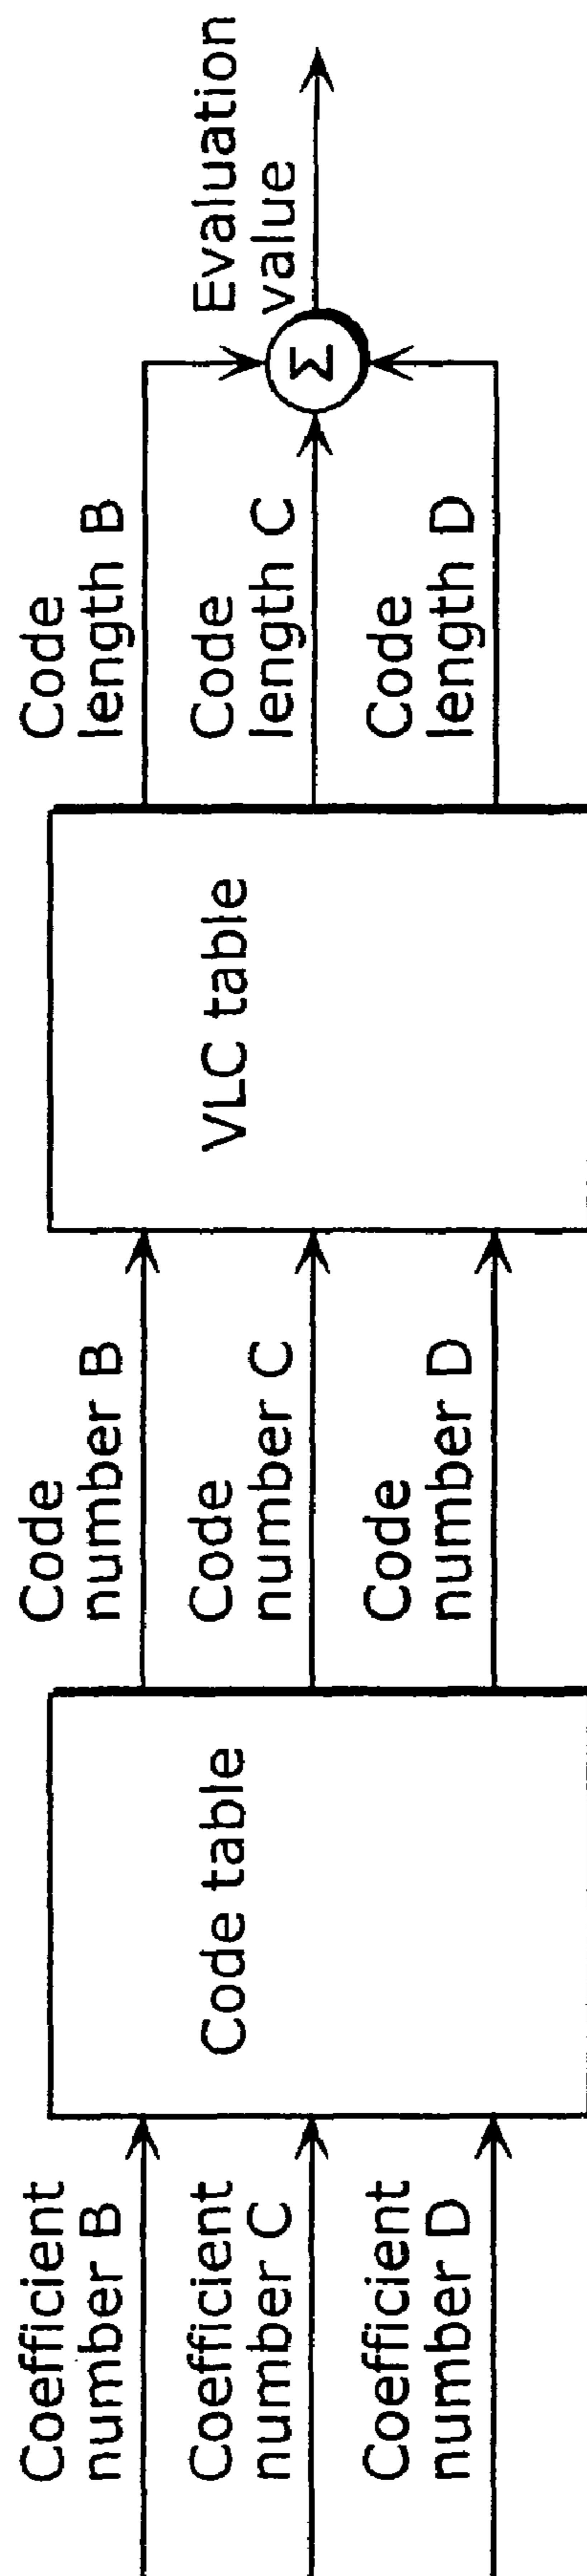 Coefficient
number B
Coefficient
number C
Coefficient
number D
Code table
Code
number B
Code
number C
Code
number D
VLC table
Code
length B
Code
length C
Code
length D
Σ
Evaluation
value